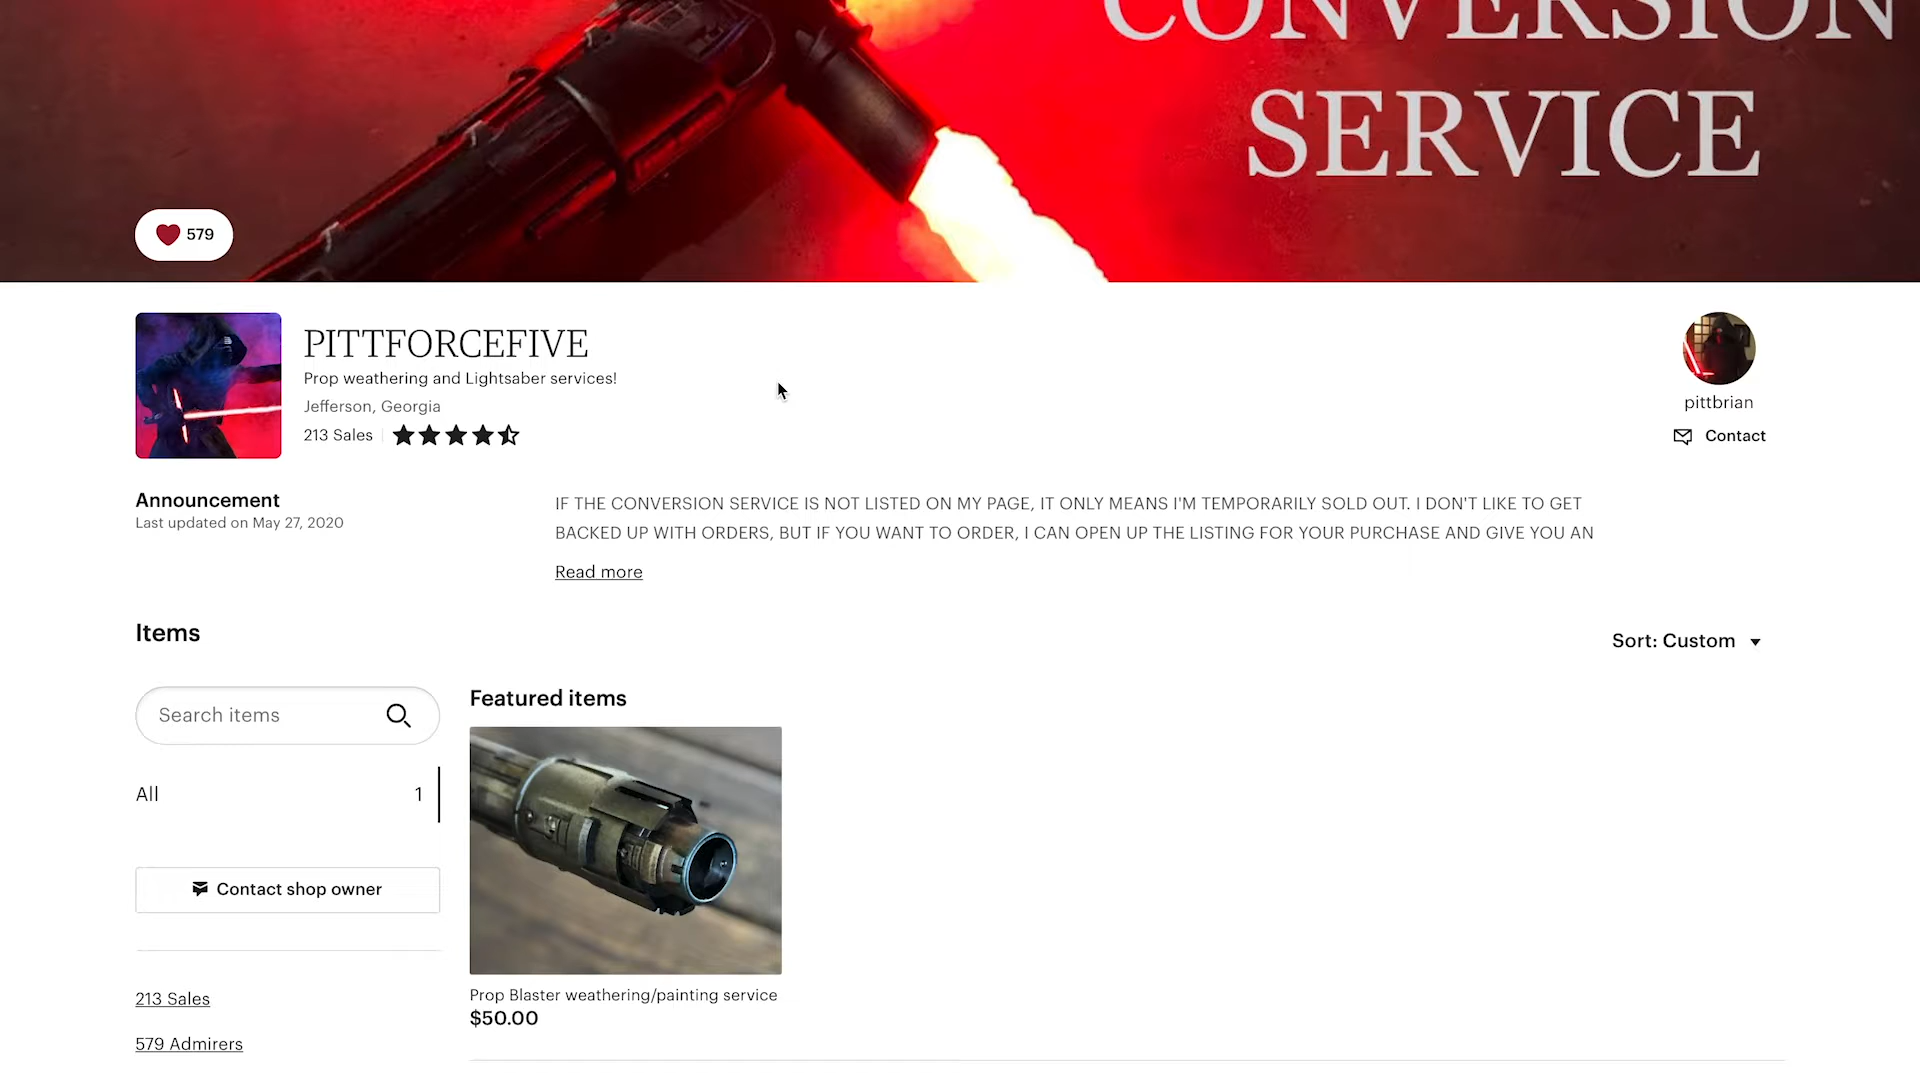 CONVERSION
SERVICE
579
PITTFORCEFIVE
Prop weathering and Lightsaber services!
Jefferson, Georgia
213 Sales
pittbrian
Contact
Announcement
Last updated on May 27, 2020
IF THE CONVERSION SERVICE IS NOT LISTED ON MY PAGE, IT ONLY MEANS I'M TEMPORARILY SOLD OUT. I DON'T LIKE TO GET
BACKED UP WITH ORDERS, BUT IF YOU WANT TO ORDER, I CAN OPEN UP THE LISTING FOR YOUR PURCHASE AND GIVE YOU AN
Read more
Items
Sort: Custom
Search items
All 1
Contact shop owner
213 Sales
579 Admirers
Featured items
Prop Blaster weathering/painting service
$50.00